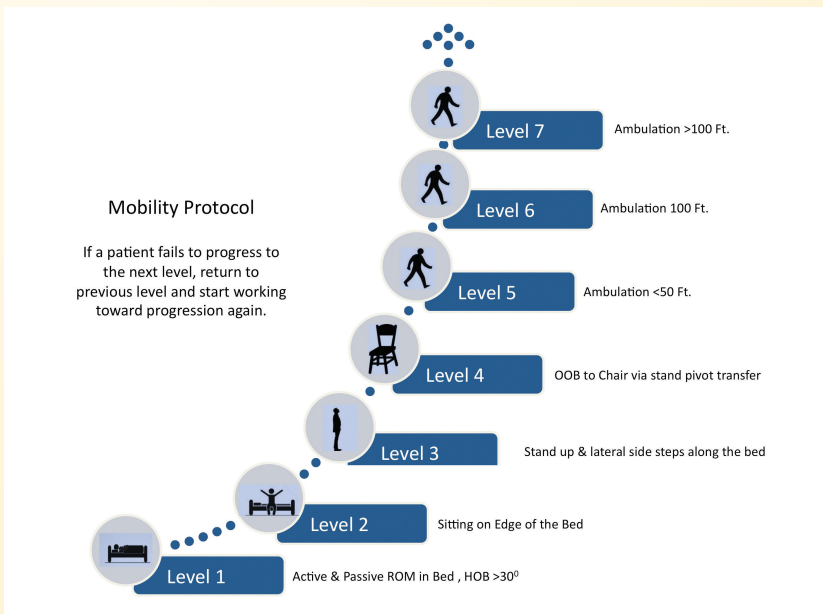 Level 7
Ambulation >100 Ft.
Level 6
Ambulation 100 Ft.
Mobility Protocol
If a patient fails to progress to
the next level, return to
previous level and start working
toward progression again.
Level 5
Ambulation <50 Ft.
Level 4
OOB to Chair via stand pivot transfer
Level 3
Stand up & lateral side steps along the bed
Level 2
Sitting on Edge of the Bed
Level 1
Active & Passive ROM in Bed , HOB >30⁰